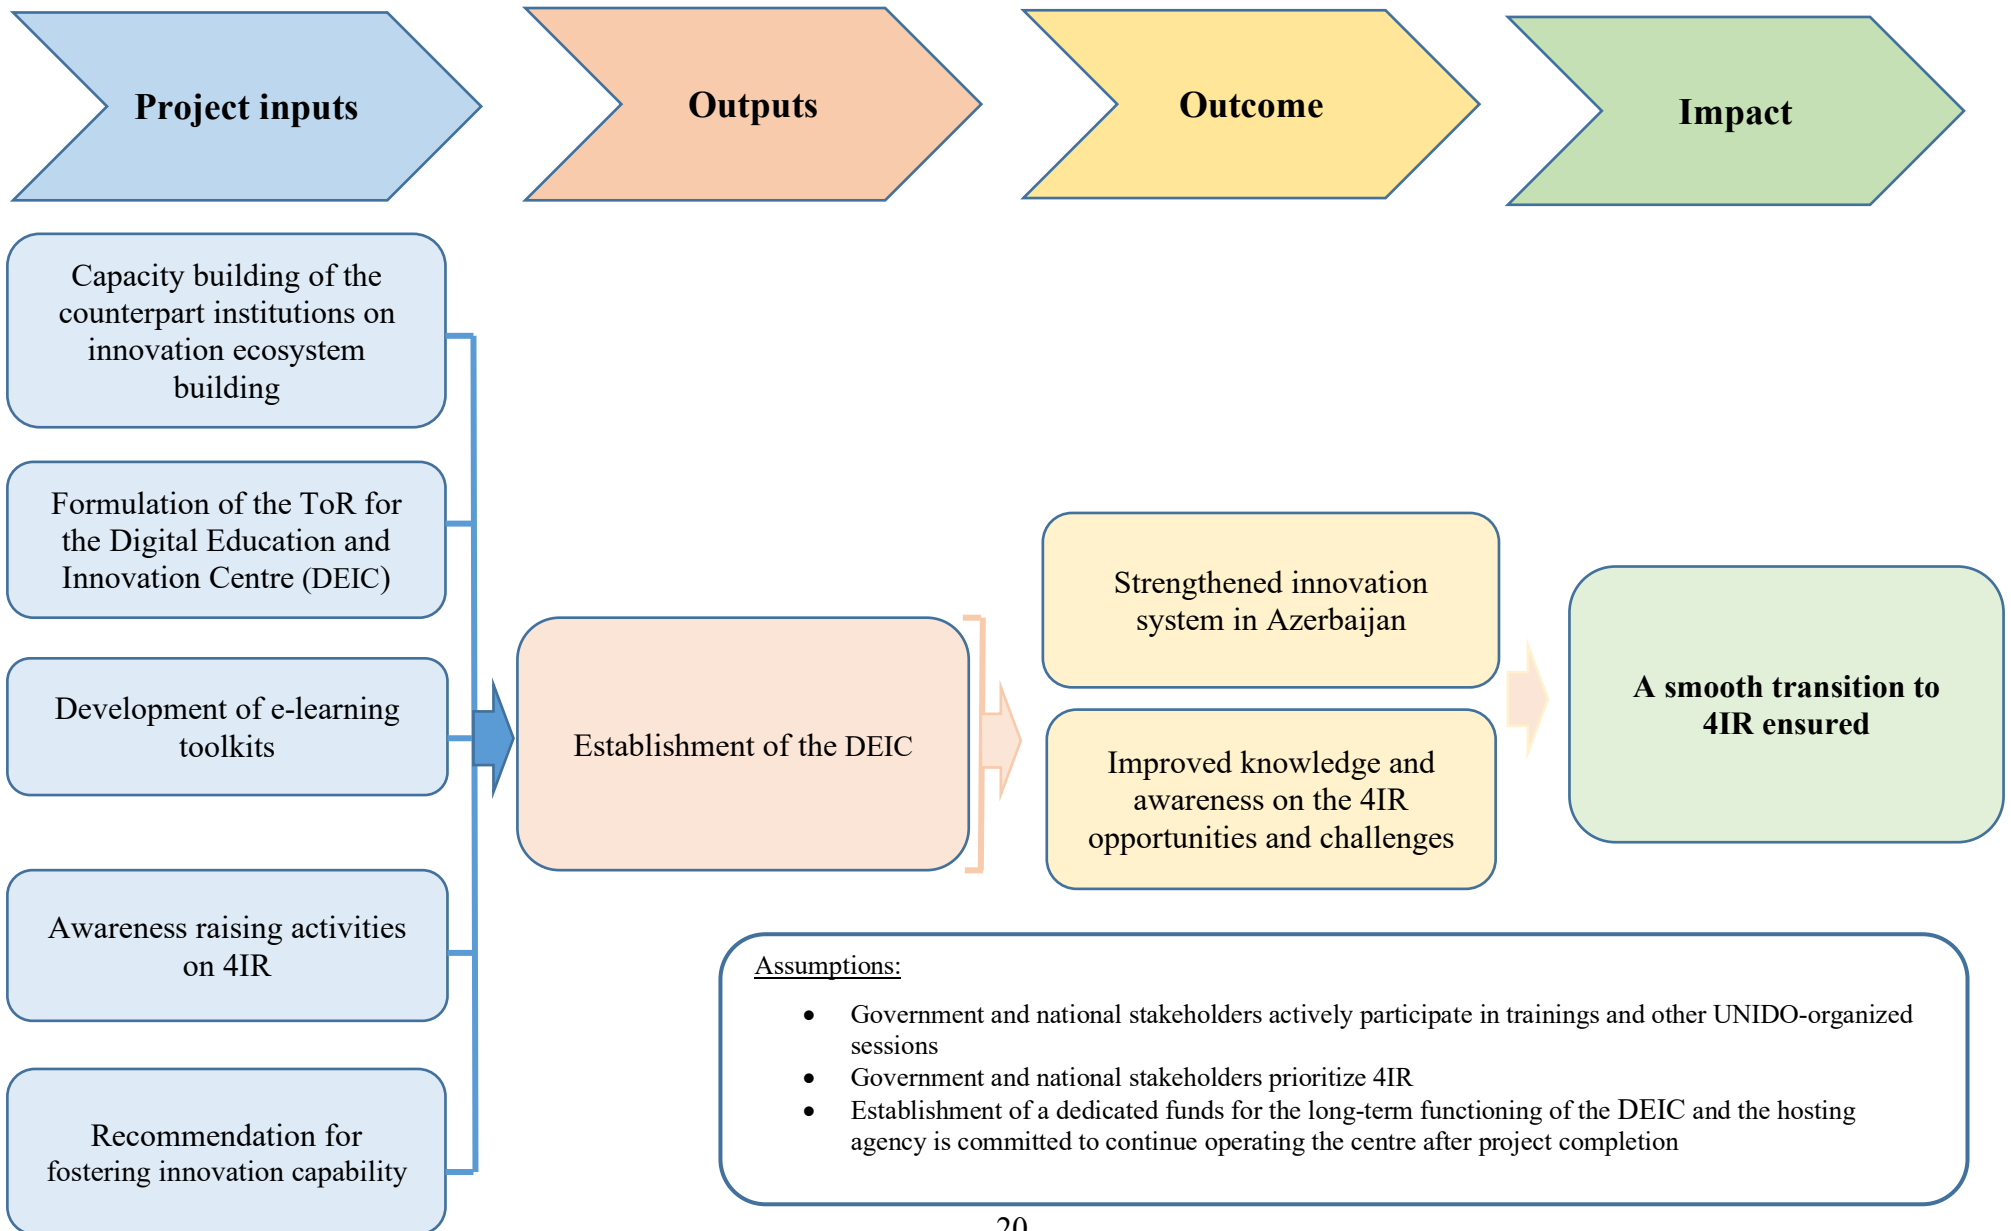 Project inputs
Outputs
Outcome
Impact
Capacity building of the
counterpart institutions on
innovation ecosystem
building
Formulation of the ToR for
the Digital Education and
Innovation Centre (DEIC)
Development of e-learning
toolkits
Awareness raising activities
on 4IR
Recommendation for
fostering innovation capability
Establishment of the DEIC
Strengthened innovation
system in Azerbaijan
Improved knowledge and
awareness on the 4IR
opportunities and challenges
A smooth transition to
4IR ensured
Assumptions:
• Government and national stakeholders actively participate in trainings and other UNIDO-organized
sessions
• Government and national stakeholders prioritize 4IR
• Establishment of a dedicated funds for the long-term functioning of the DEIC and the hosting
agency is committed to continue operating the centre after project completion
20